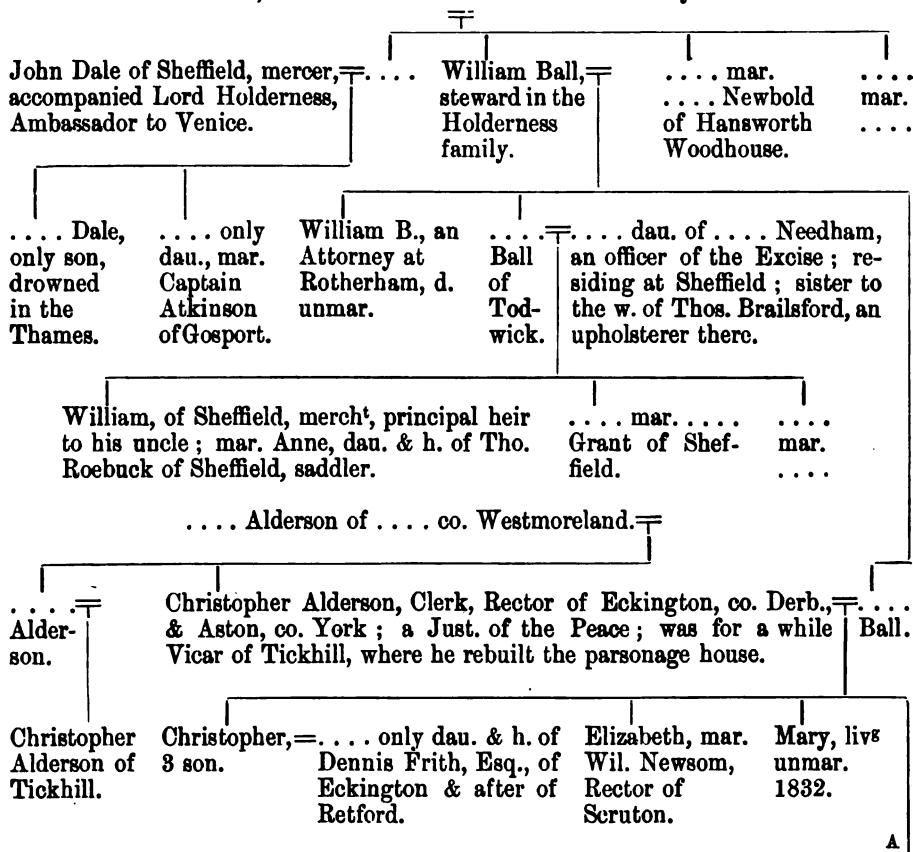 John Dale of Sheffield, mercer, = . . . .
accompanied Lord Holderness,
Ambassador to Venice.
William Ball, =
steward in the
Holderness
family.
. . . . mar.
. . . . Newbold
of Hansworth
Woodhouse.
. . . .
mar.
. . . .
. . . . Dale,
only son,
drowned
in the
Thames.
. . . . only
dau., mar.
Captain
Atkinson
of Gosport.
William B., an
Attorney at
Rotherham, d.
unmar.
. . . . =
Ball
of
Tod-
wick.
. . . . dau. of . . . . Needham,
an officer of the Excise ; re-
siding at Sheffield ; sister to
the w. of Thos. Brailsford, an
upholsterer there.
William, of Sheffield, mercht, principal heir
to his uncle ; mar. Anne, dau. & h. of Tho.
Roebuck of Sheffield, saddler.
. . . . mar. . . . .
Grant of Shef-
field.
. . . .
mar.
. . . .
. . . . Alderson of . . . . co. Westmoreland. =
. . . . =
Alder-
son.
Christopher Alderson, Clerk, Rector of Eckington, co. Derb., = . . . .
& Aston, co. York ; a Just. of the Peace ; was for a while
Vicar of Tickhill, where he rebuilt the parsonage house.
Ball.
Christopher
Alderson of
Tickhill.
Christopher, =
3 son.
. . . . only dau. & h. of
Dennis Frith, Esq., of
Eckington & after of
Retford.
Elizabeth, mar.
Wil. Newsom,
Rector of
Scruton.
Mary, livg
unmar.
1832.
A